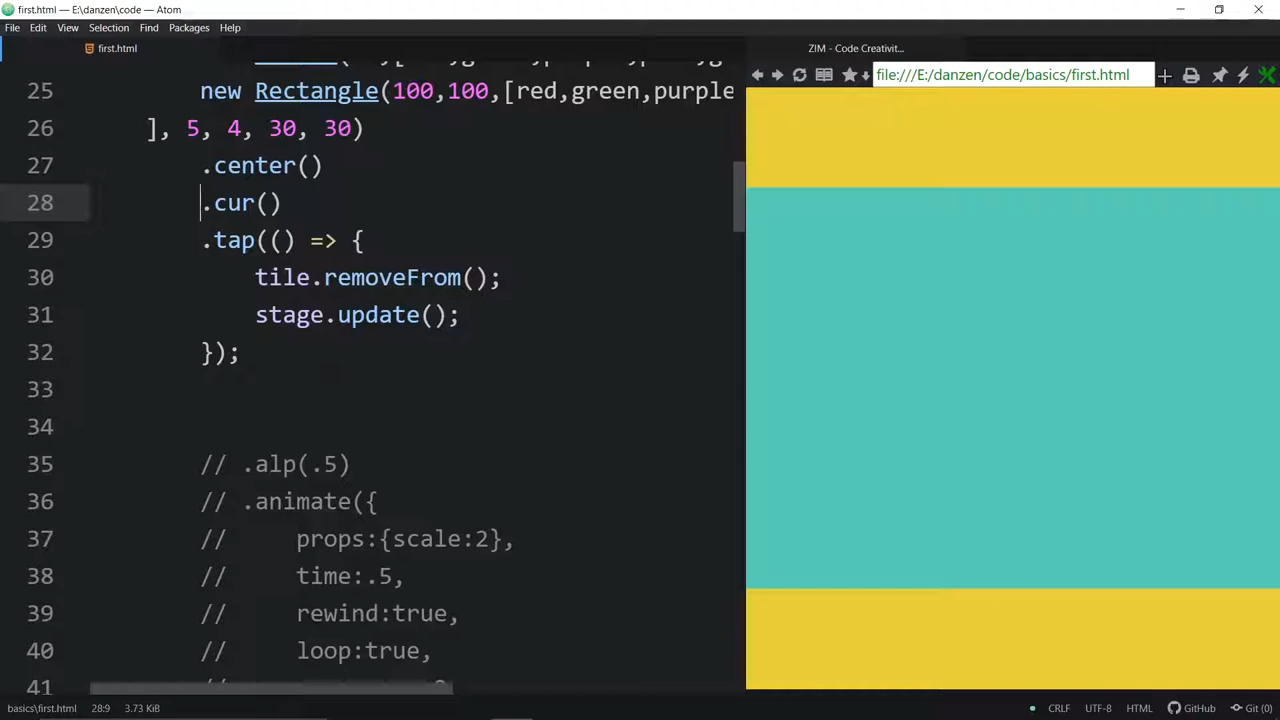 first.html — E:\danzen\code — Atom
File Edit View Selection Find Packages Help
first.html
ZIM - Code Creativit...
file:///E:/danzen/code/basics/first.html
25 new Rectangle(100,100,[red,green,purple
26 ], 5, 4, 30, 30)
27 .center()
28 .cur()
29 .tap(() => {
30 tile.removeFrom();
31 stage.update();
32 });
33
34
35 // .alp(.5)
36 // .animate({
37 // props:{scale:2},
38 // time:.5,
39 // rewind:true,
40 // loop:true,
41
basics\first.html 28:9 3.73 KiB CRLF UTF-8 HTML GitHub Git (0)